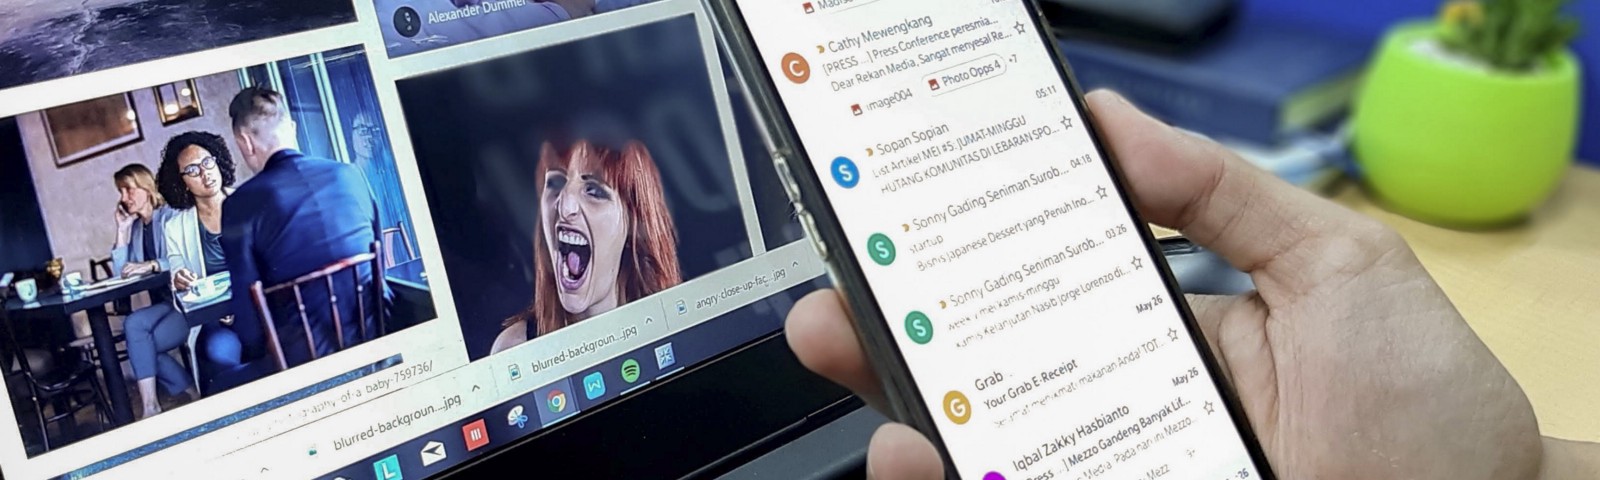 Alexander Dummer
ography-of-a-baby-759736/
blurred-backgroun....jpg
blurred-backgroun....jpg
angry-close-up-fac...jpg
L
W
Cathy Mewengkang
[PRESS ...] Press Conference peresmia...
Dear Rekan Media, Sangat menyesal Re...
C
image004
Photo Opps 4
+7
05:11
Sopan Sopian
List Artikel MEI #5: JUMAT-MINGGU
HUTANG KOMUNITAS DI LEBARAN SPO...
S
04:18
Sonny Gading Seniman Surob...
startup
Bisnis Japanese Dessert yang Penuh Ino...
S
03:26
Sonny Gading Seniman Surob...
week v mei kamis-minggu
Kamis Kelanjutan Nasib Jorge Lorenzo di...
S
May 26
Grab
Your Grab E-Receipt
menikmati makanan Anda! TOT...
G
May 26
Iqbal Zakky Hasbianto
Press ...] Mezzo Gandeng Banyak Lif...
Media Pada hari ini Mezzo...
Mezz